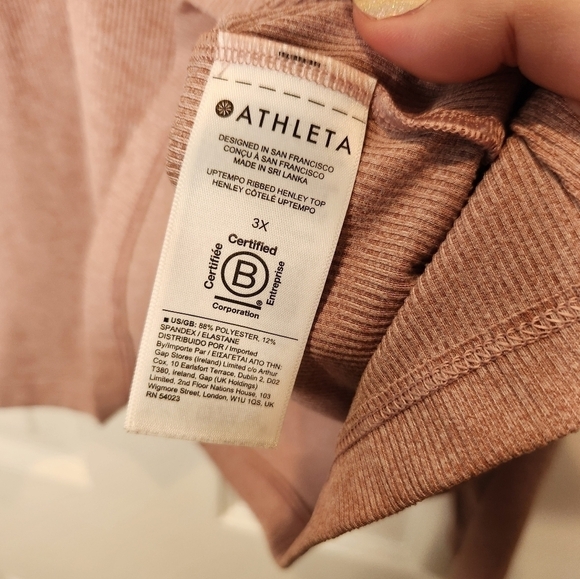 ATHLETA
DESIGNED IN SAN FRANCISCO
CONÇU À SAN FRANCISCO
MADE IN SRI LANKA
UPTEMPO RIBBED HENLEY TOP
HENLEY CÔTELÉ UPTEMPO
3X
Certified
Certifiée
B
®
Entreprise
Corporation
US/GB: 88% POLYESTER, 12%
SPANDEX / ELASTANE
DISTRIBUIDO POR / Imported
By/Importe Par / ΕΙΣΑΓΕΤΑΙ ΑΠΟ ΤΗΝ:
Gap Stores (Ireland) Limited c/o Arthur
Cox. 10 Earlsfort Terrace, Dublin 2, D02
T380, Ireland, Gap (UK Holdings)
Limited, 2nd Floor Nations House, 103
Wigmore Street, London, W1U 1QS, UK
RN 54023